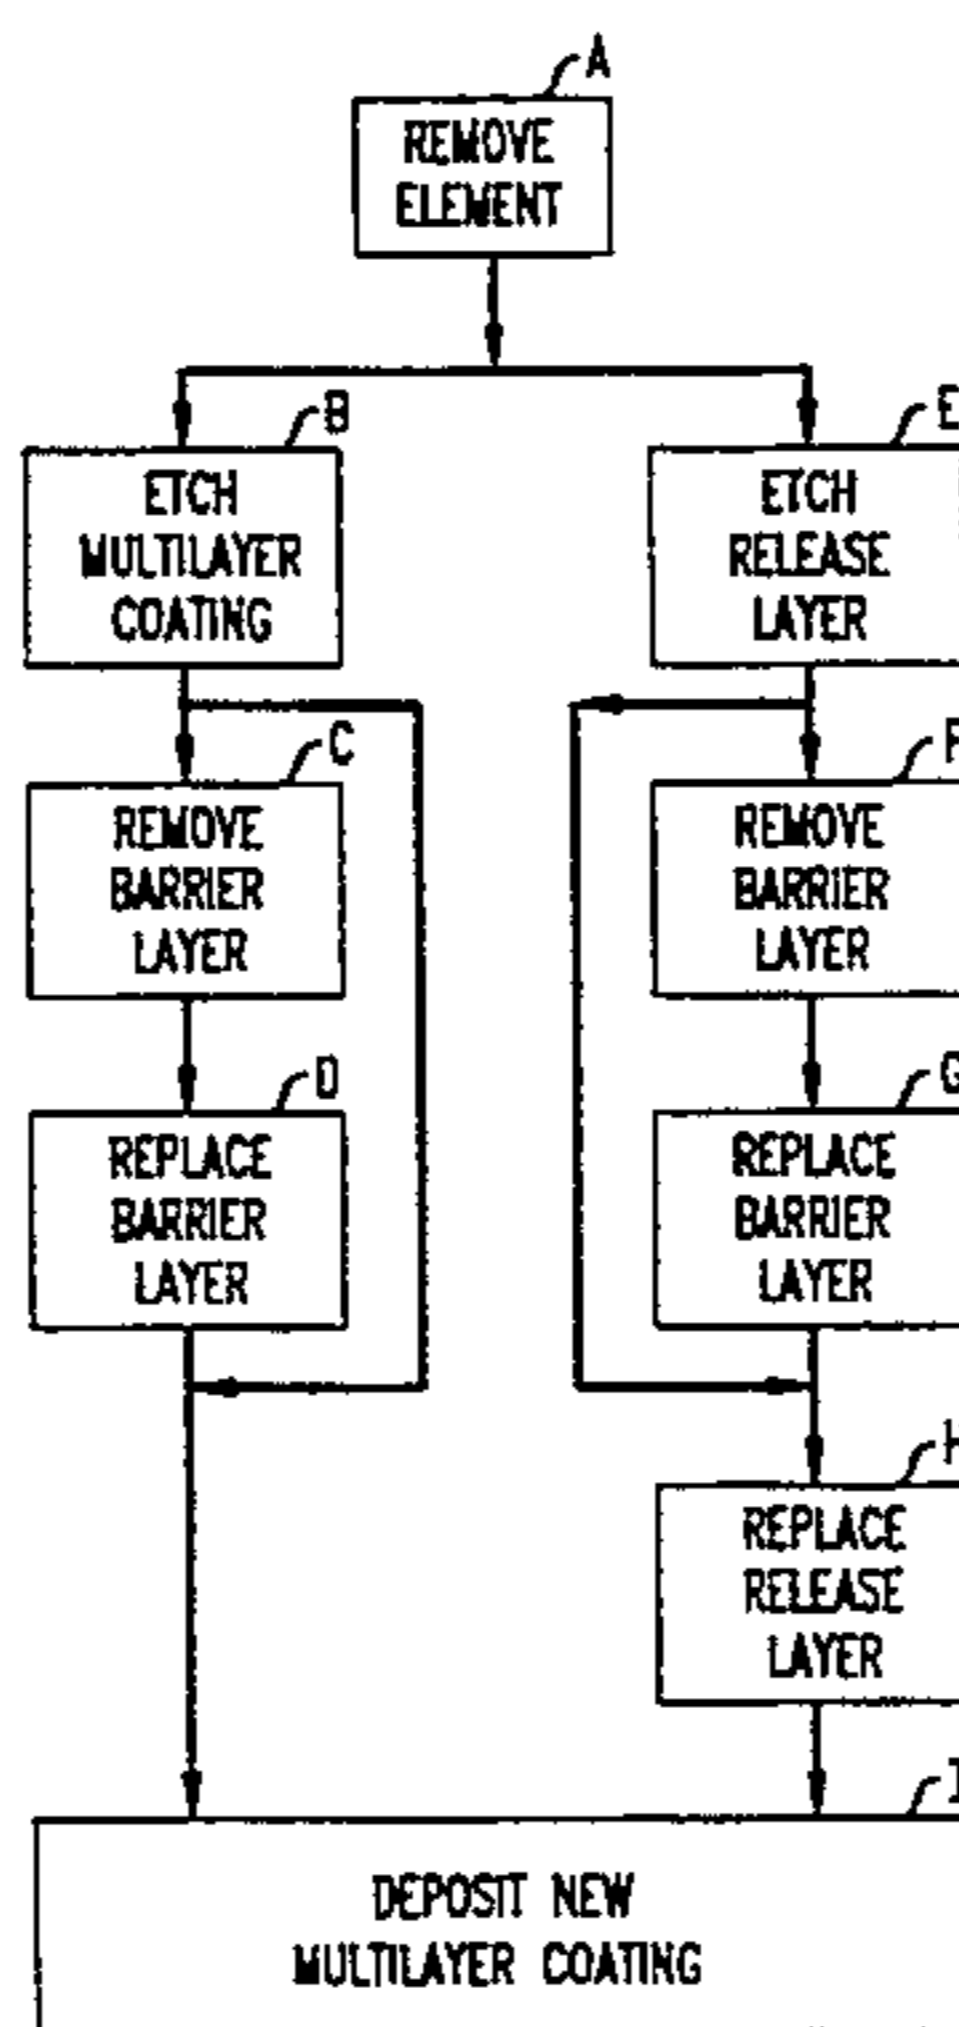 A
REMOVE
ELEMENT
B
ETCH
MULTILAYER
COATING
E
ETCH
RELEASE
LAYER
C
REMOVE
BARRIER
LAYER
F
REMOVE
BARRIER
LAYER
D
REPLACE
BARRIER
LAYER
G
REPLACE
BARRIER
LAYER
H
REPLACE
RELEASE
LAYER
I
DEPOSIT NEW
MULTILAYER COATING